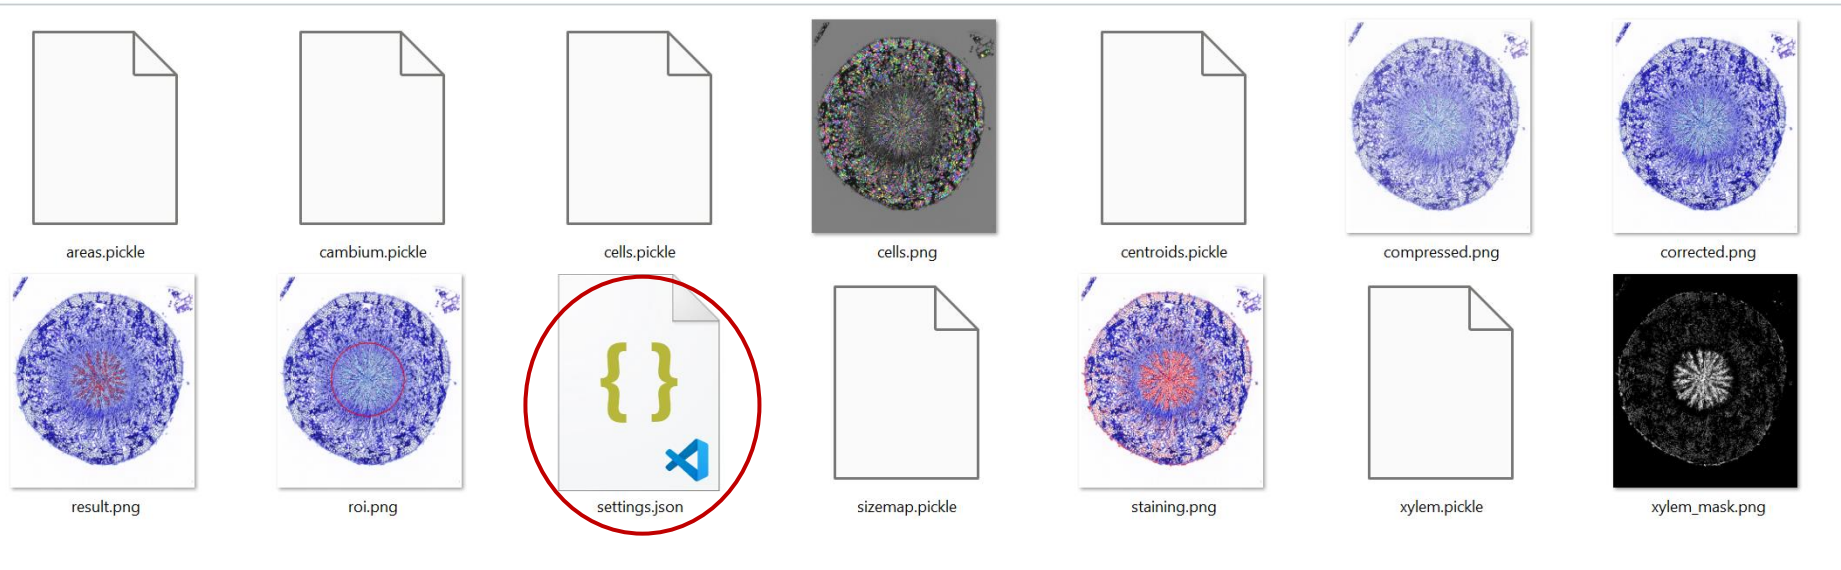 areas.pickle
cambium.pickle
cells.pickle
cells.png
centroids.pickle
compressed.png
corrected.png
result.png
roi.png
{ }
settings.json
sizemap.pickle
staining.png
xylem.pickle
xylem_mask.png